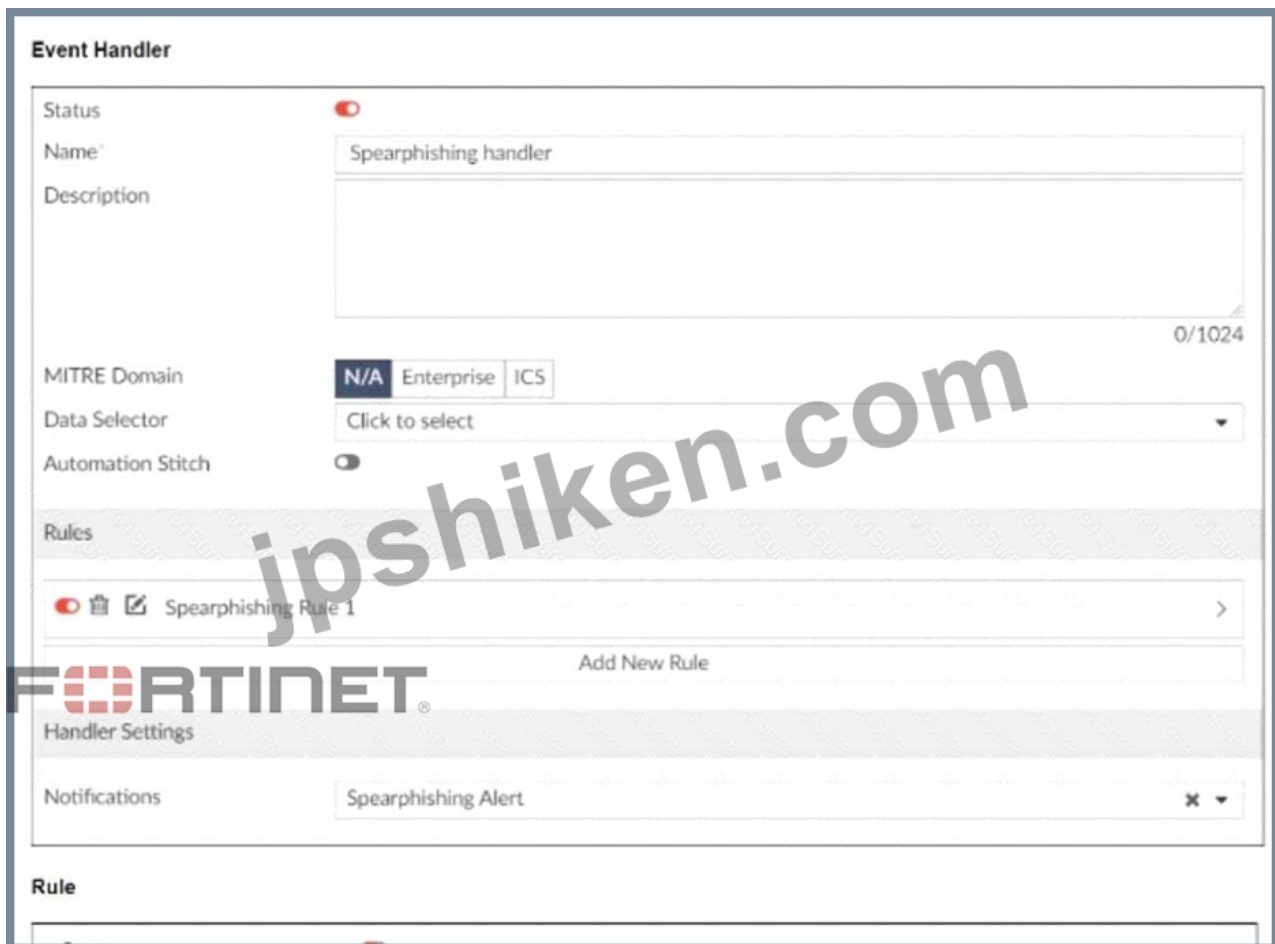 Event Handler
Status
Name*
Spearphishing handler
Description
0/1024
MITRE Domain
N/A Enterprise ICS
Data Selector
Click to select
Automation Stitch
Rules
jpshiken.com
Spearphishing Rule 1
Add New Rule
FORTINET®
Handler Settings
Notifications
Spearphishing Alert
Rule